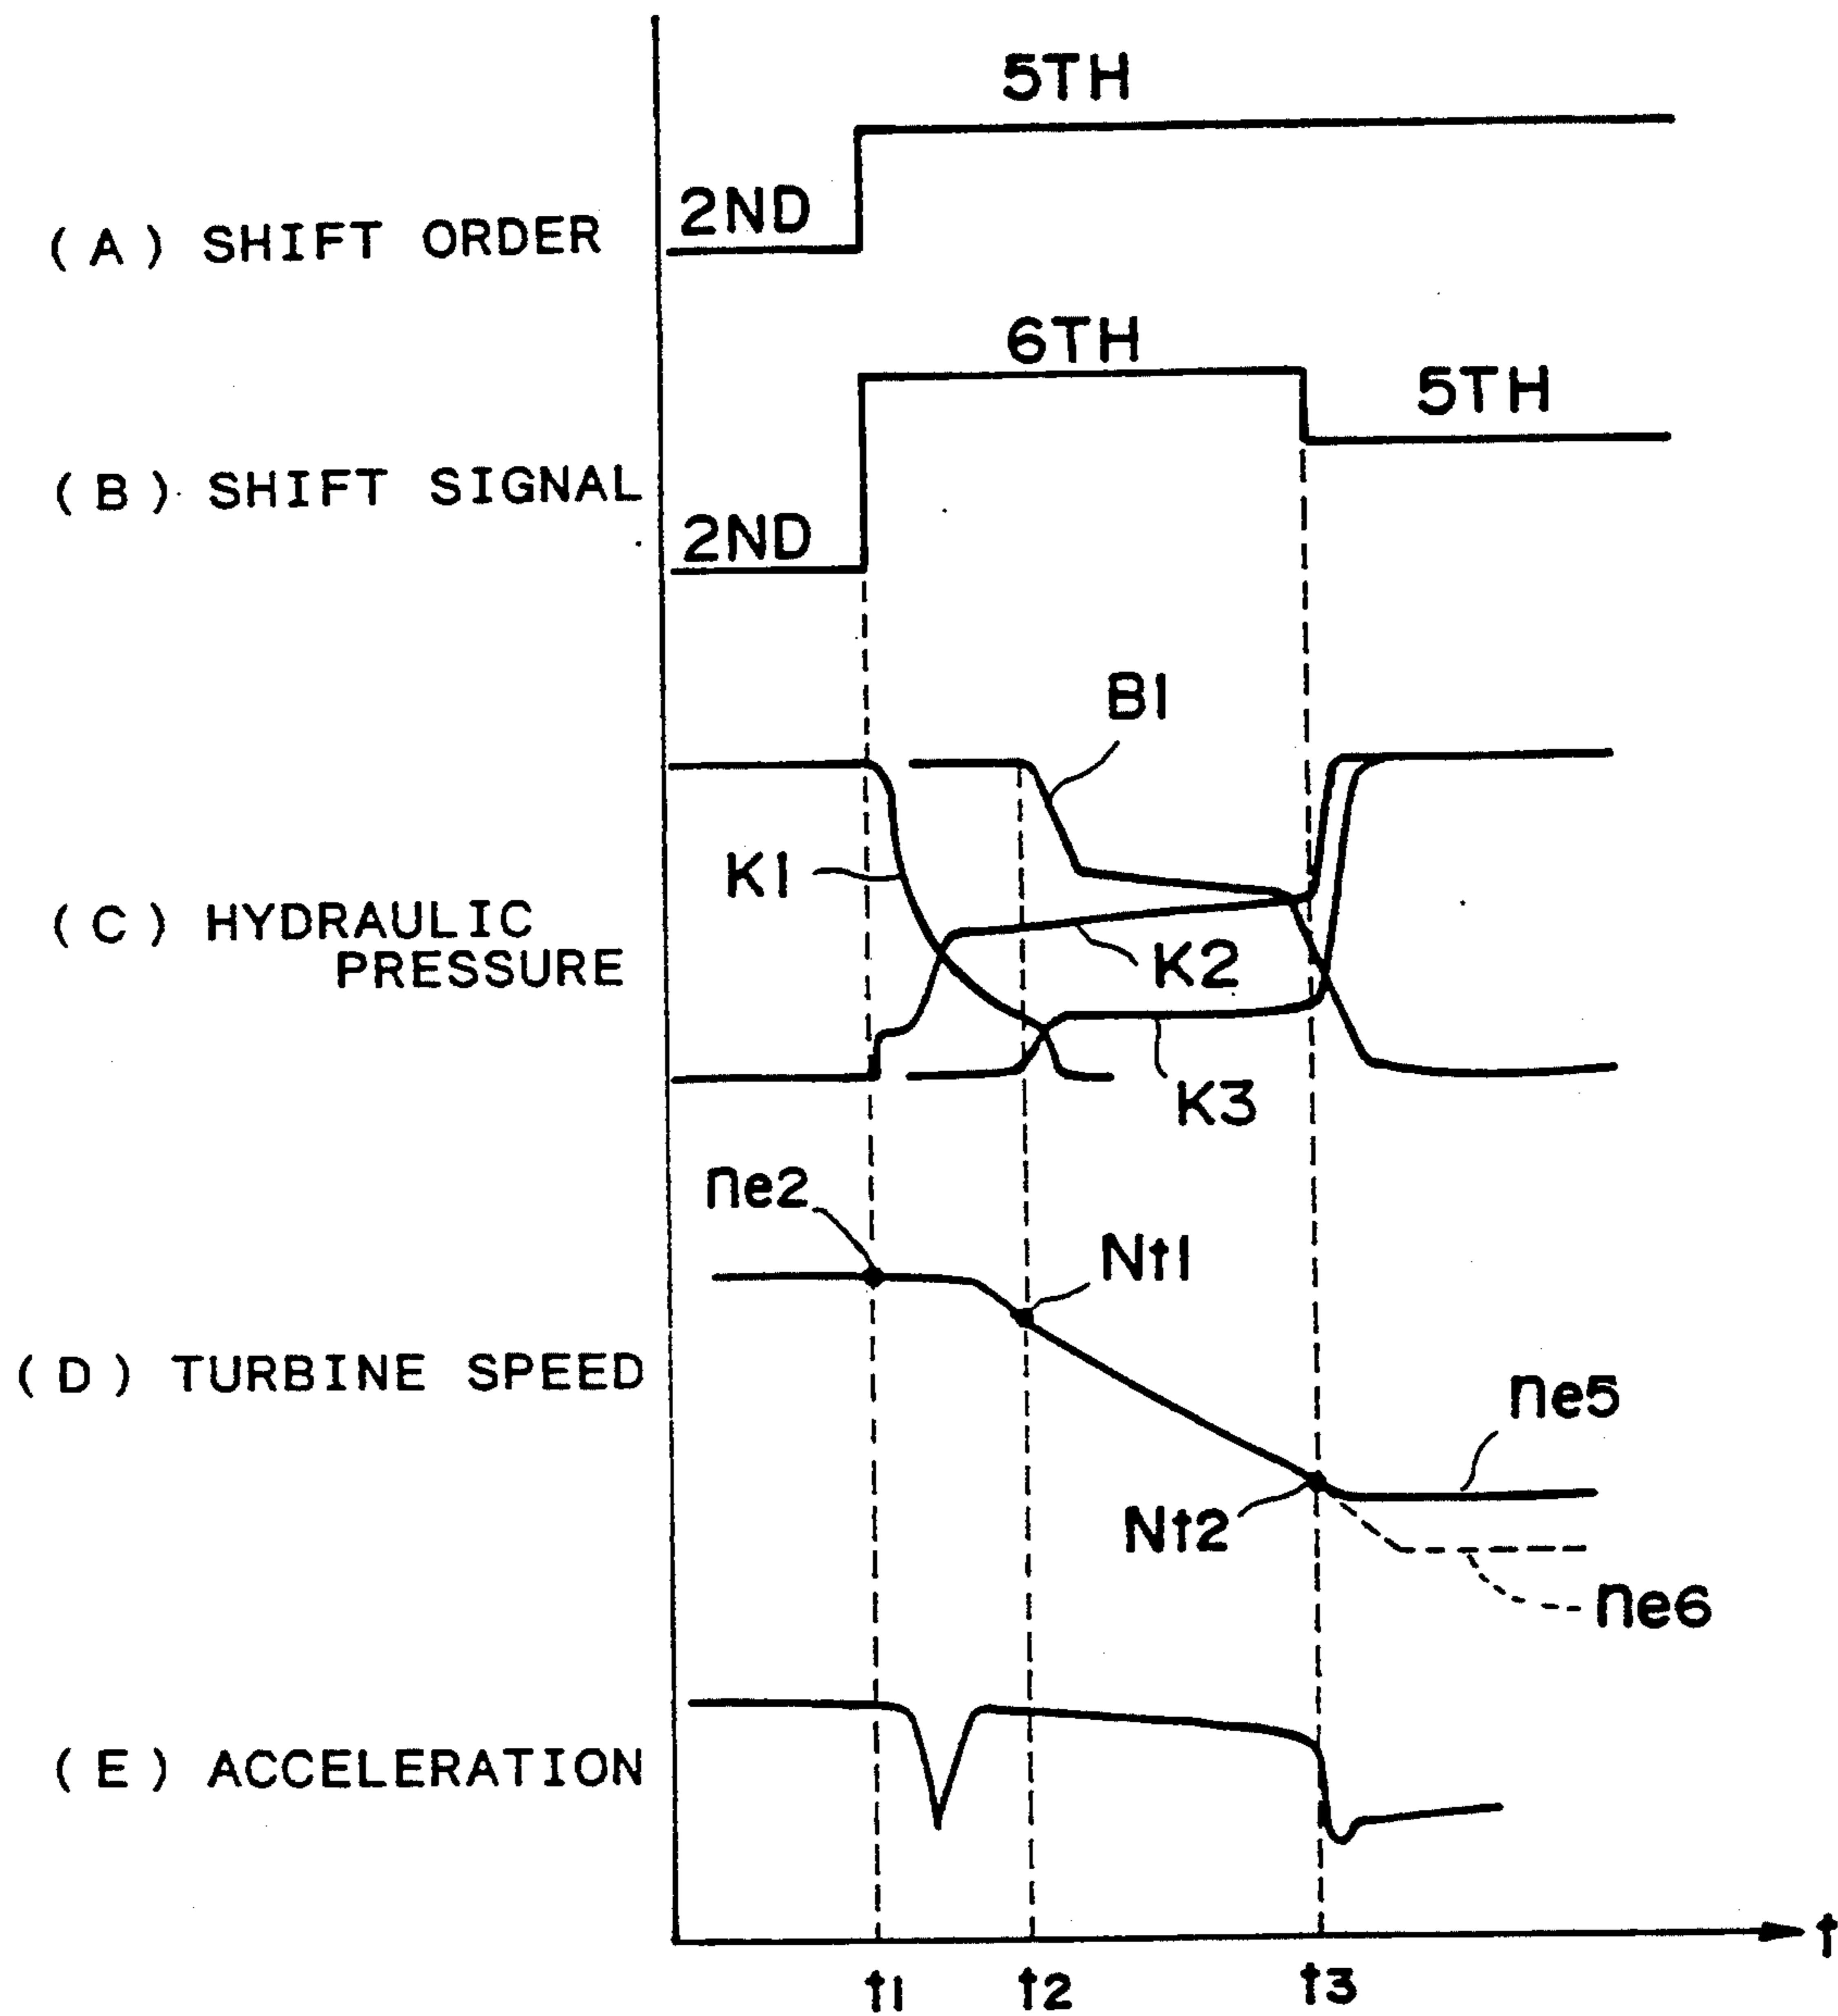 5TH
2ND
(A) SHIFT ORDER
6TH
5TH
(B) SHIFT SIGNAL
2ND
B1
K1
(C) HYDRAULIC
PRESSURE
K2
K3
ne2
Nt1
(D) TURBINE SPEED
ne5
Nt2
ne6
(E) ACCELERATION
t
t1 t2 t3